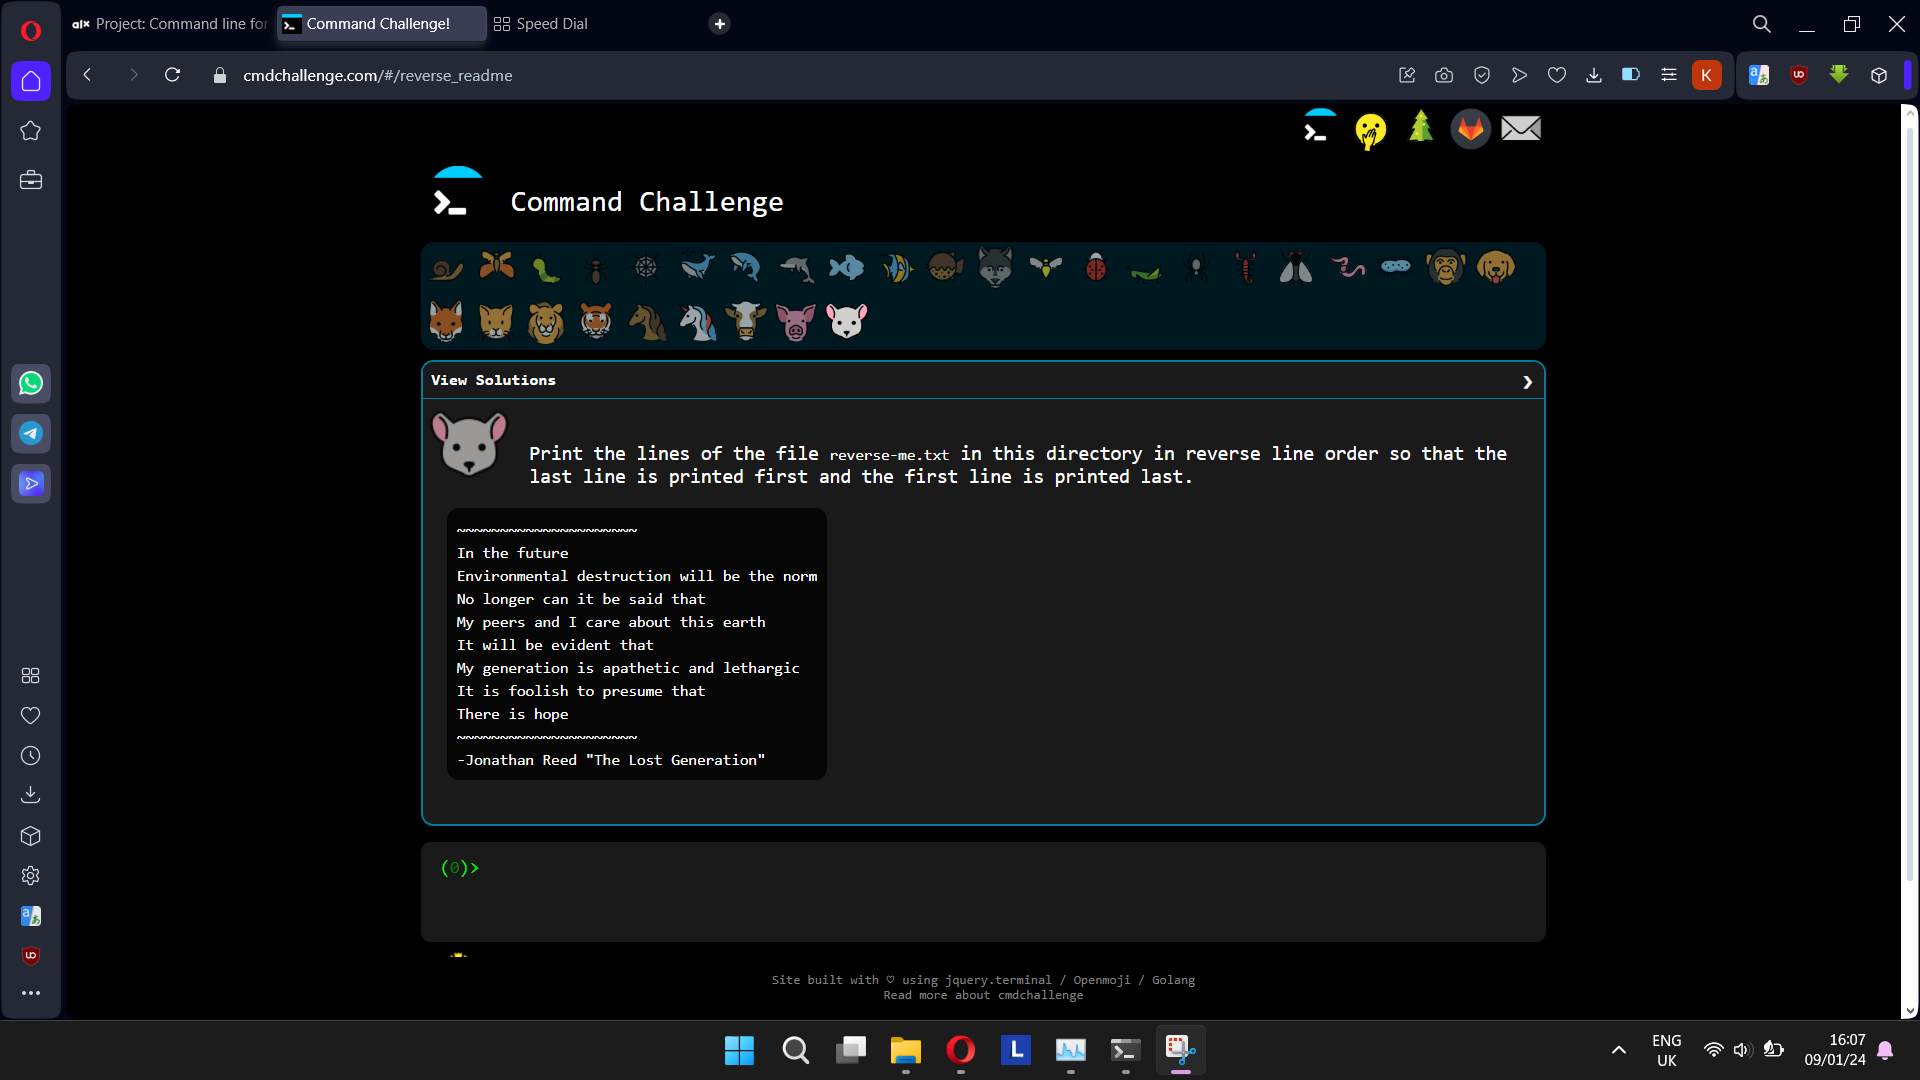 alx Project: Command line for
Command Challenge!
Speed Dial
cmdchallenge.com/#/reverse_readme
K
Command Challenge
View Solutions
Print the lines of the file reverse-me.txt in this directory in reverse line order so that the
last line is printed first and the first line is printed last.
~~~~~~~~~~~~~~~~~~~~~
In the future
Environmental destruction will be the norm
No longer can it be said that
My peers and I care about this earth
It will be evident that
My generation is apathetic and lethargic
It is foolish to presume that
There is hope
~~~~~~~~~~~~~~~~~~~~~
-Jonathan Reed "The Lost Generation"
(0)>
Site built with ♡ using jquery.terminal / Openmoji / Golang
Read more about cmdchallenge
L
ENG
UK
16:07
09/01/24